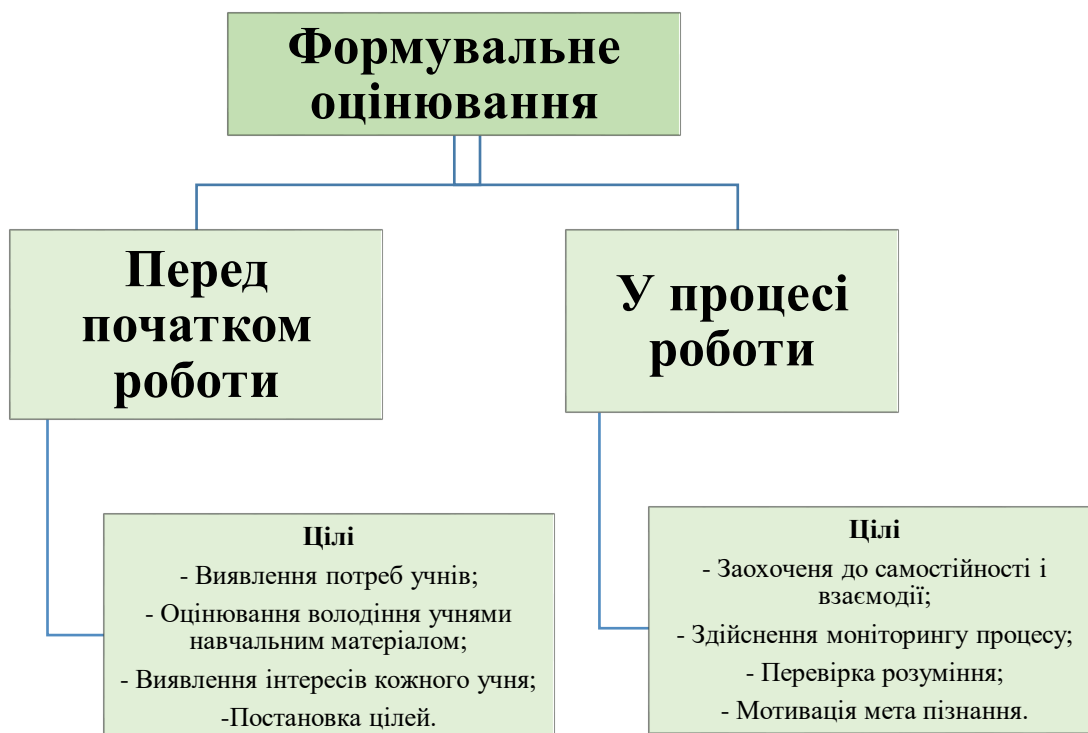 Формувальне
оцінювання
Перед
початком
роботи
У процесі
роботи
Цілі
- Виявлення потреб учнів;
- Оцінювання володіння учнями
навчальним матеріалом;
- Виявлення інтересів кожного учня;
-Постановка цілей.
Цілі
- Заохоченя до самостійності і
взаємодії;
- Здійснення моніторингу процесу;
- Перевірка розуміння;
- Мотивація мета пізнання.